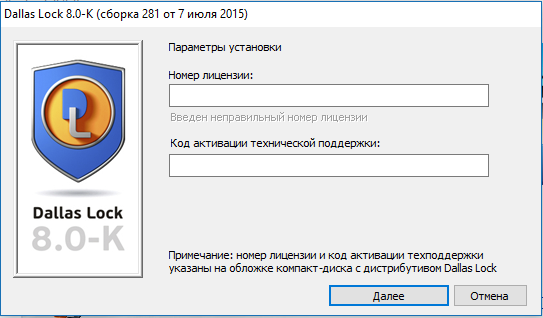 Dallas Lock 8.0-K (сборка 281 от 7 июля 2015)
Параметры установки
Номер лицензии:
Введен неправильный номер лицензии
Код активации технической поддержки:
DL
Dallas Lock
8.0-K
Примечание: номер лицензии и код активации техподдержки
указаны на обложке компакт-диска с дистрибутивом Dallas Lock
Далее
Отмена